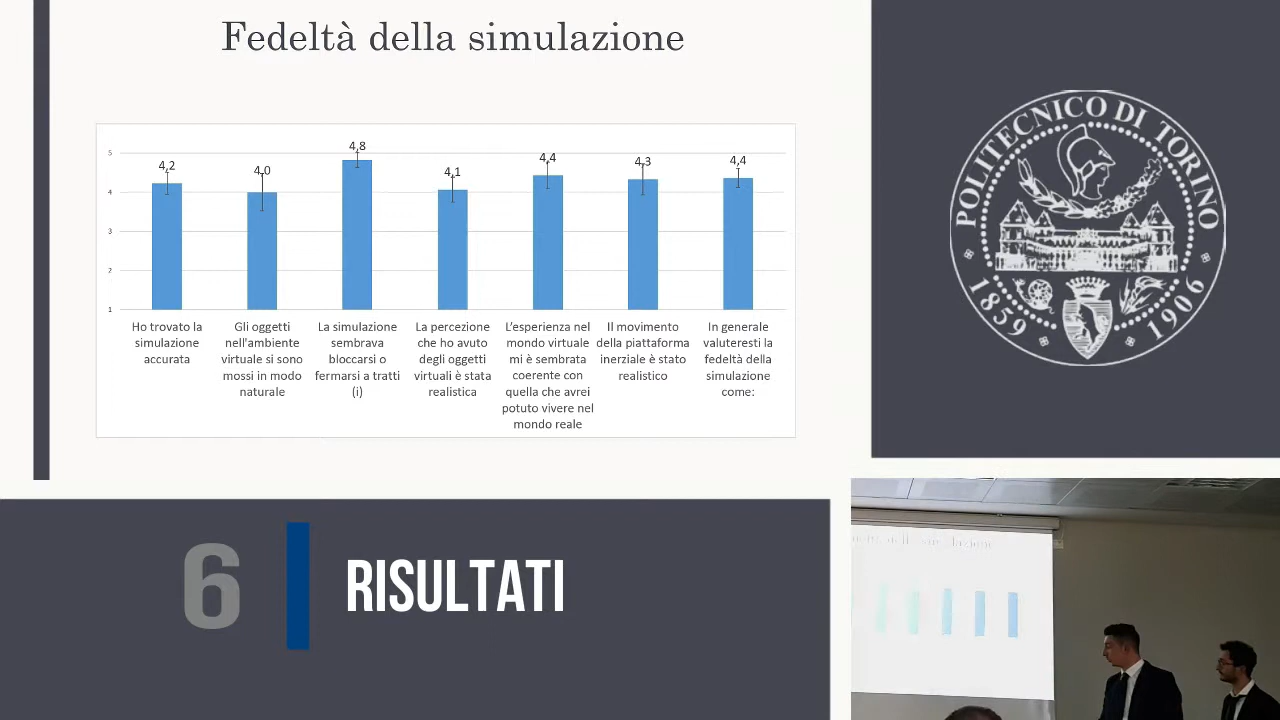 Fedeltà della simulazione
4,2
4,0
4,8
4,1
4,4
4,3
4,4
5
4
3
2
1
Ho trovato la
simulazione
accurata
Gli oggetti
nell'ambiente
virtuale si sono
mossi in modo
naturale
La simulazione
sembrava
bloccarsi o
fermarsi a tratti
(i)
La percezione
che ho avuto
degli oggetti
virtuali è stata
realistica
L'esperienza nel
mondo virtuale
mi è sembrata
coerente con
quella che avrei
potuto vivere nel
mondo reale
Il movimento
della piattaforma
inerziale è stato
realistico
In generale
valuteresti la
fedeltà della
simulazione
come:
POLITECNICO DI TORINO
1859
1906
6
RISULTATI